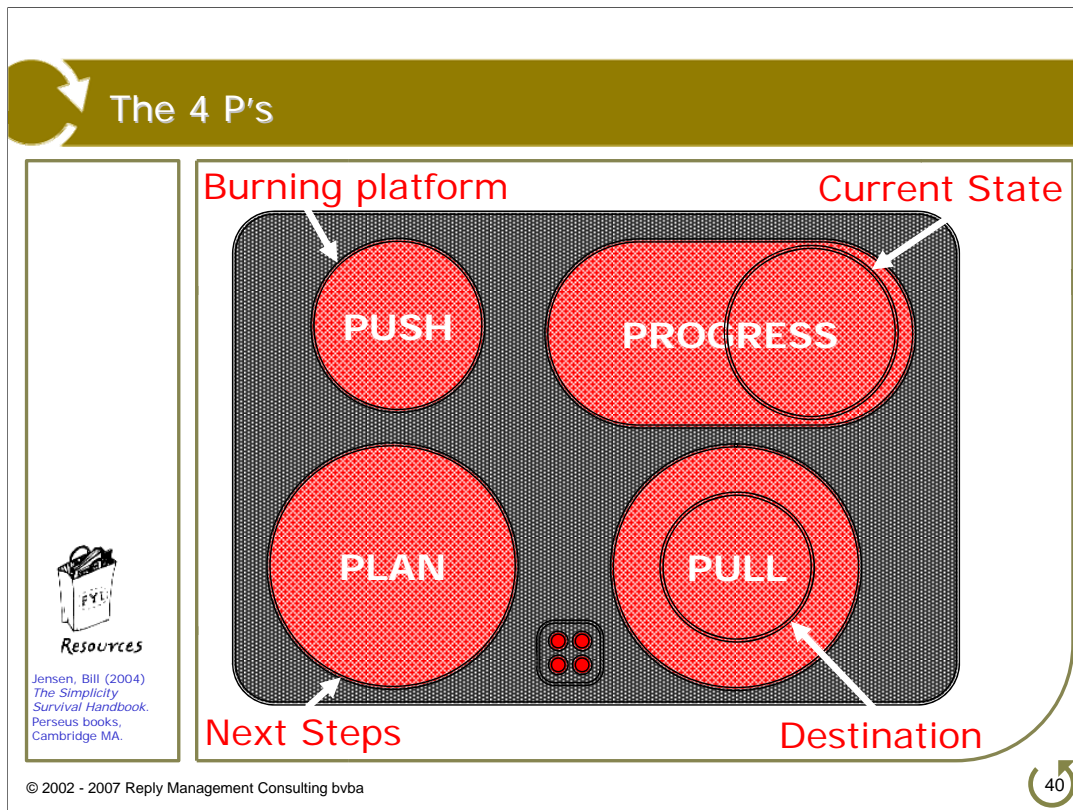 The 4 P's
Burning platform
Current State
PUSH
PROGRESS
PLAN
PULL
Next Steps
Destination
FYI
Resources
Jensen, Bill (2004)
The Simplicity
Survival Handbook.
Perseus books,
Cambridge MA.
© 2002 - 2007 Reply Management Consulting bvba
40